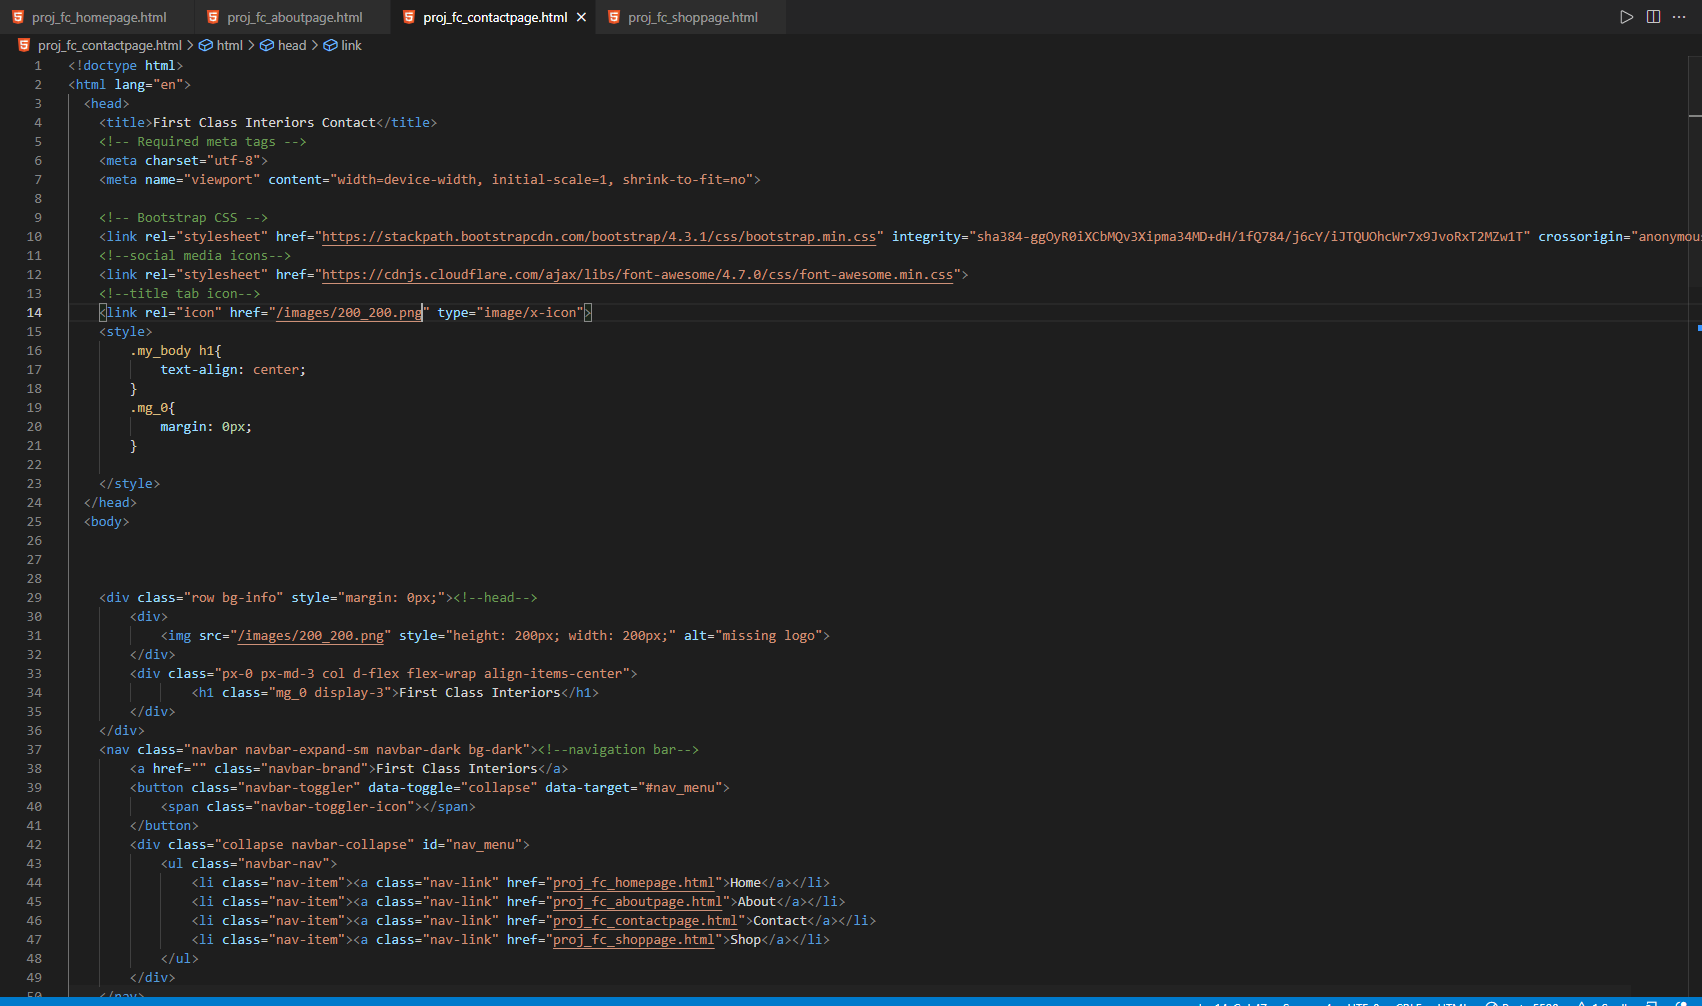 proj_fc_homepage.html proj_fc_aboutpage.html proj_fc_contactpage.html proj_fc_shoppage.html
proj_fc_contactpage.html > html > head > link
1 <!doctype html>
2 <html lang="en">
3 <head>
4 <title>First Class Interiors Contact</title>
5 <!-- Required meta tags -->
6 <meta charset="utf-8">
7 <meta name="viewport" content="width=device-width, initial-scale=1, shrink-to-fit=no">
8
9 <!-- Bootstrap CSS -->
10 <link rel="stylesheet" href="https://stackpath.bootstrapcdn.com/bootstrap/4.3.1/css/bootstrap.min.css" integrity="sha384-ggOyR0iXCbMQv3Xipma34MD+dH/1fQ784/j6cY/iJTQUOhcWr7x9JvoRxT2MZw1T" crossorigin="anonymous
11 <!--social media icons-->
12 <link rel="stylesheet" href="https://cdnjs.cloudflare.com/ajax/libs/font-awesome/4.7.0/css/font-awesome.min.css">
13 <!--title tab icon-->
14 <link rel="icon" href="/images/200_200.png" type="image/x-icon">
15 <style>
16 .my_body h1{
17 text-align: center;
18 }
19 .mg_0{
20 margin: 0px;
21 }
22
23 </style>
24 </head>
25 <body>
26
27
28
29 <div class="row bg-info" style="margin: 0px;"><!--head-->
30 <div>
31 <img src="/images/200_200.png" style="height: 200px; width: 200px;" alt="missing logo">
32 </div>
33 <div class="px-0 px-md-3 col d-flex flex-wrap align-items-center">
34 <h1 class="mg_0 display-3">First Class Interiors</h1>
35 </div>
36 </div>
37 <nav class="navbar navbar-expand-sm navbar-dark bg-dark"><!--navigation bar-->
38 <a href="" class="navbar-brand">First Class Interiors</a>
39 <button class="navbar-toggler" data-toggle="collapse" data-target="#nav_menu">
40 <span class="navbar-toggler-icon"></span>
41 </button>
42 <div class="collapse navbar-collapse" id="nav_menu">
43 <ul class="navbar-nav">
44 <li class="nav-item"><a class="nav-link" href="proj_fc_homepage.html">Home</a></li>
45 <li class="nav-item"><a class="nav-link" href="proj_fc_aboutpage.html">About</a></li>
46 <li class="nav-item"><a class="nav-link" href="proj_fc_contactpage.html">Contact</a></li>
47 <li class="nav-item"><a class="nav-link" href="proj_fc_shoppage.html">Shop</a></li>
48 </ul>
49 </div>
50 </nav>